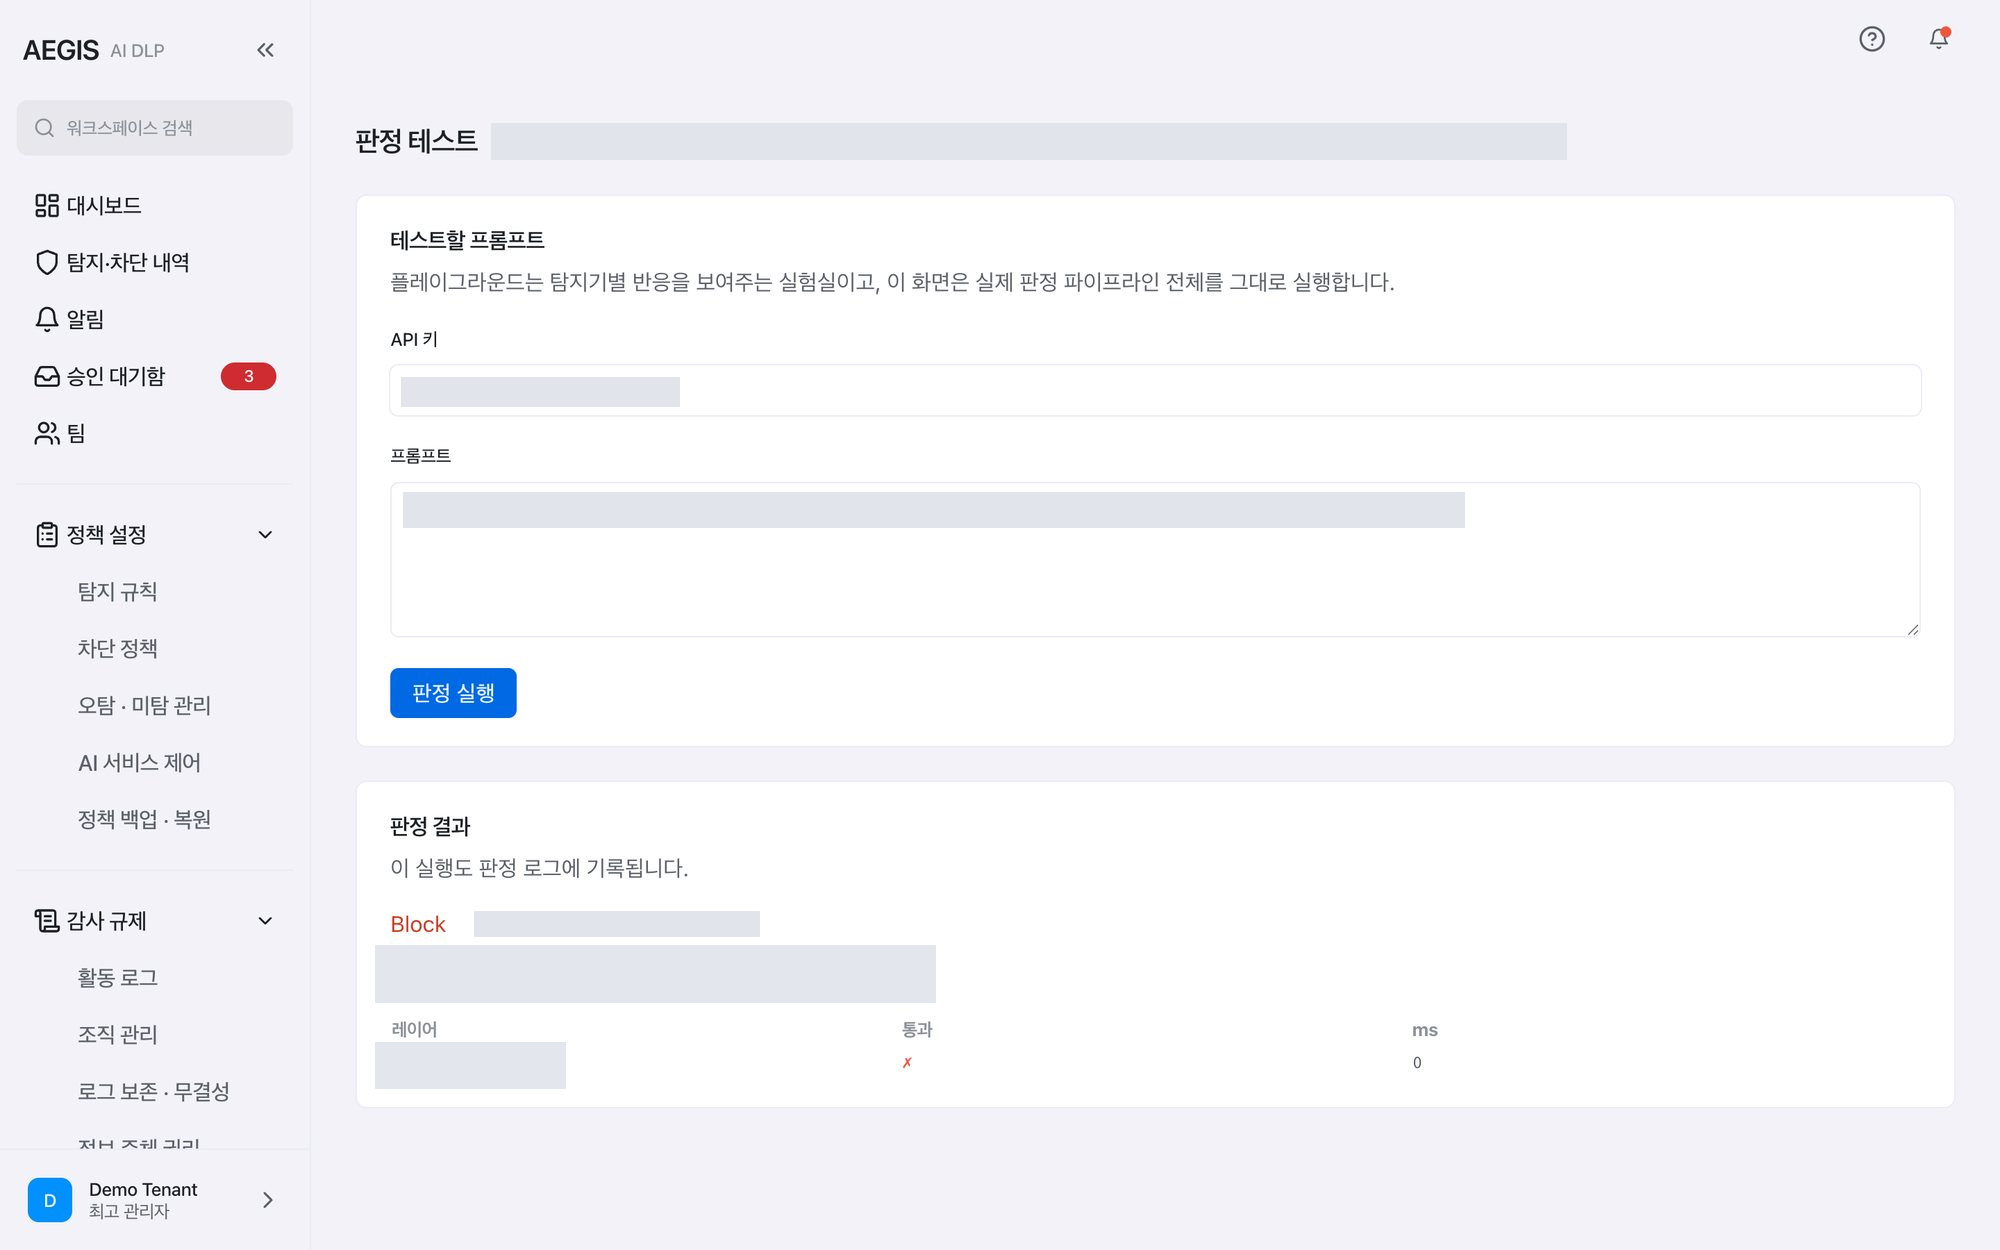 AEGIS AI DLP
워크스페이스 검색
대시보드
탐지·차단 내역
알림
승인 대기함 3
팀
정책 설정
탐지 규칙
차단 정책
오탐 · 미탐 관리
AI 서비스 제어
정책 백업 · 복원
감사 규제
활동 로그
조직 관리
로그 보존 · 무결성
정보 주체 권리
D
Demo Tenant
최고 관리자
판정 테스트
테스트할 프롬프트
플레이그라운드는 탐지기별 반응을 보여주는 실험실이고, 이 화면은 실제 판정 파이프라인 전체를 그대로 실행합니다.
API 키
프롬프트
판정 실행
판정 결과
이 실행도 판정 로그에 기록됩니다.
Block
레이어 통과 ms
✗ 0